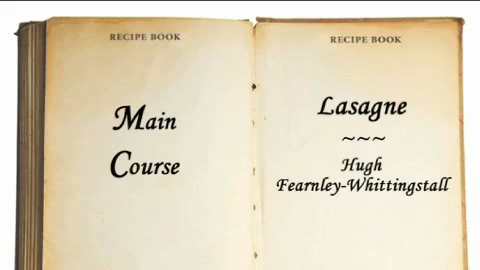 RECIPE BOOK
Main
Course
RECIPE BOOK
Lasagne
~~~
Hugh
Fearnley-Whittingstall